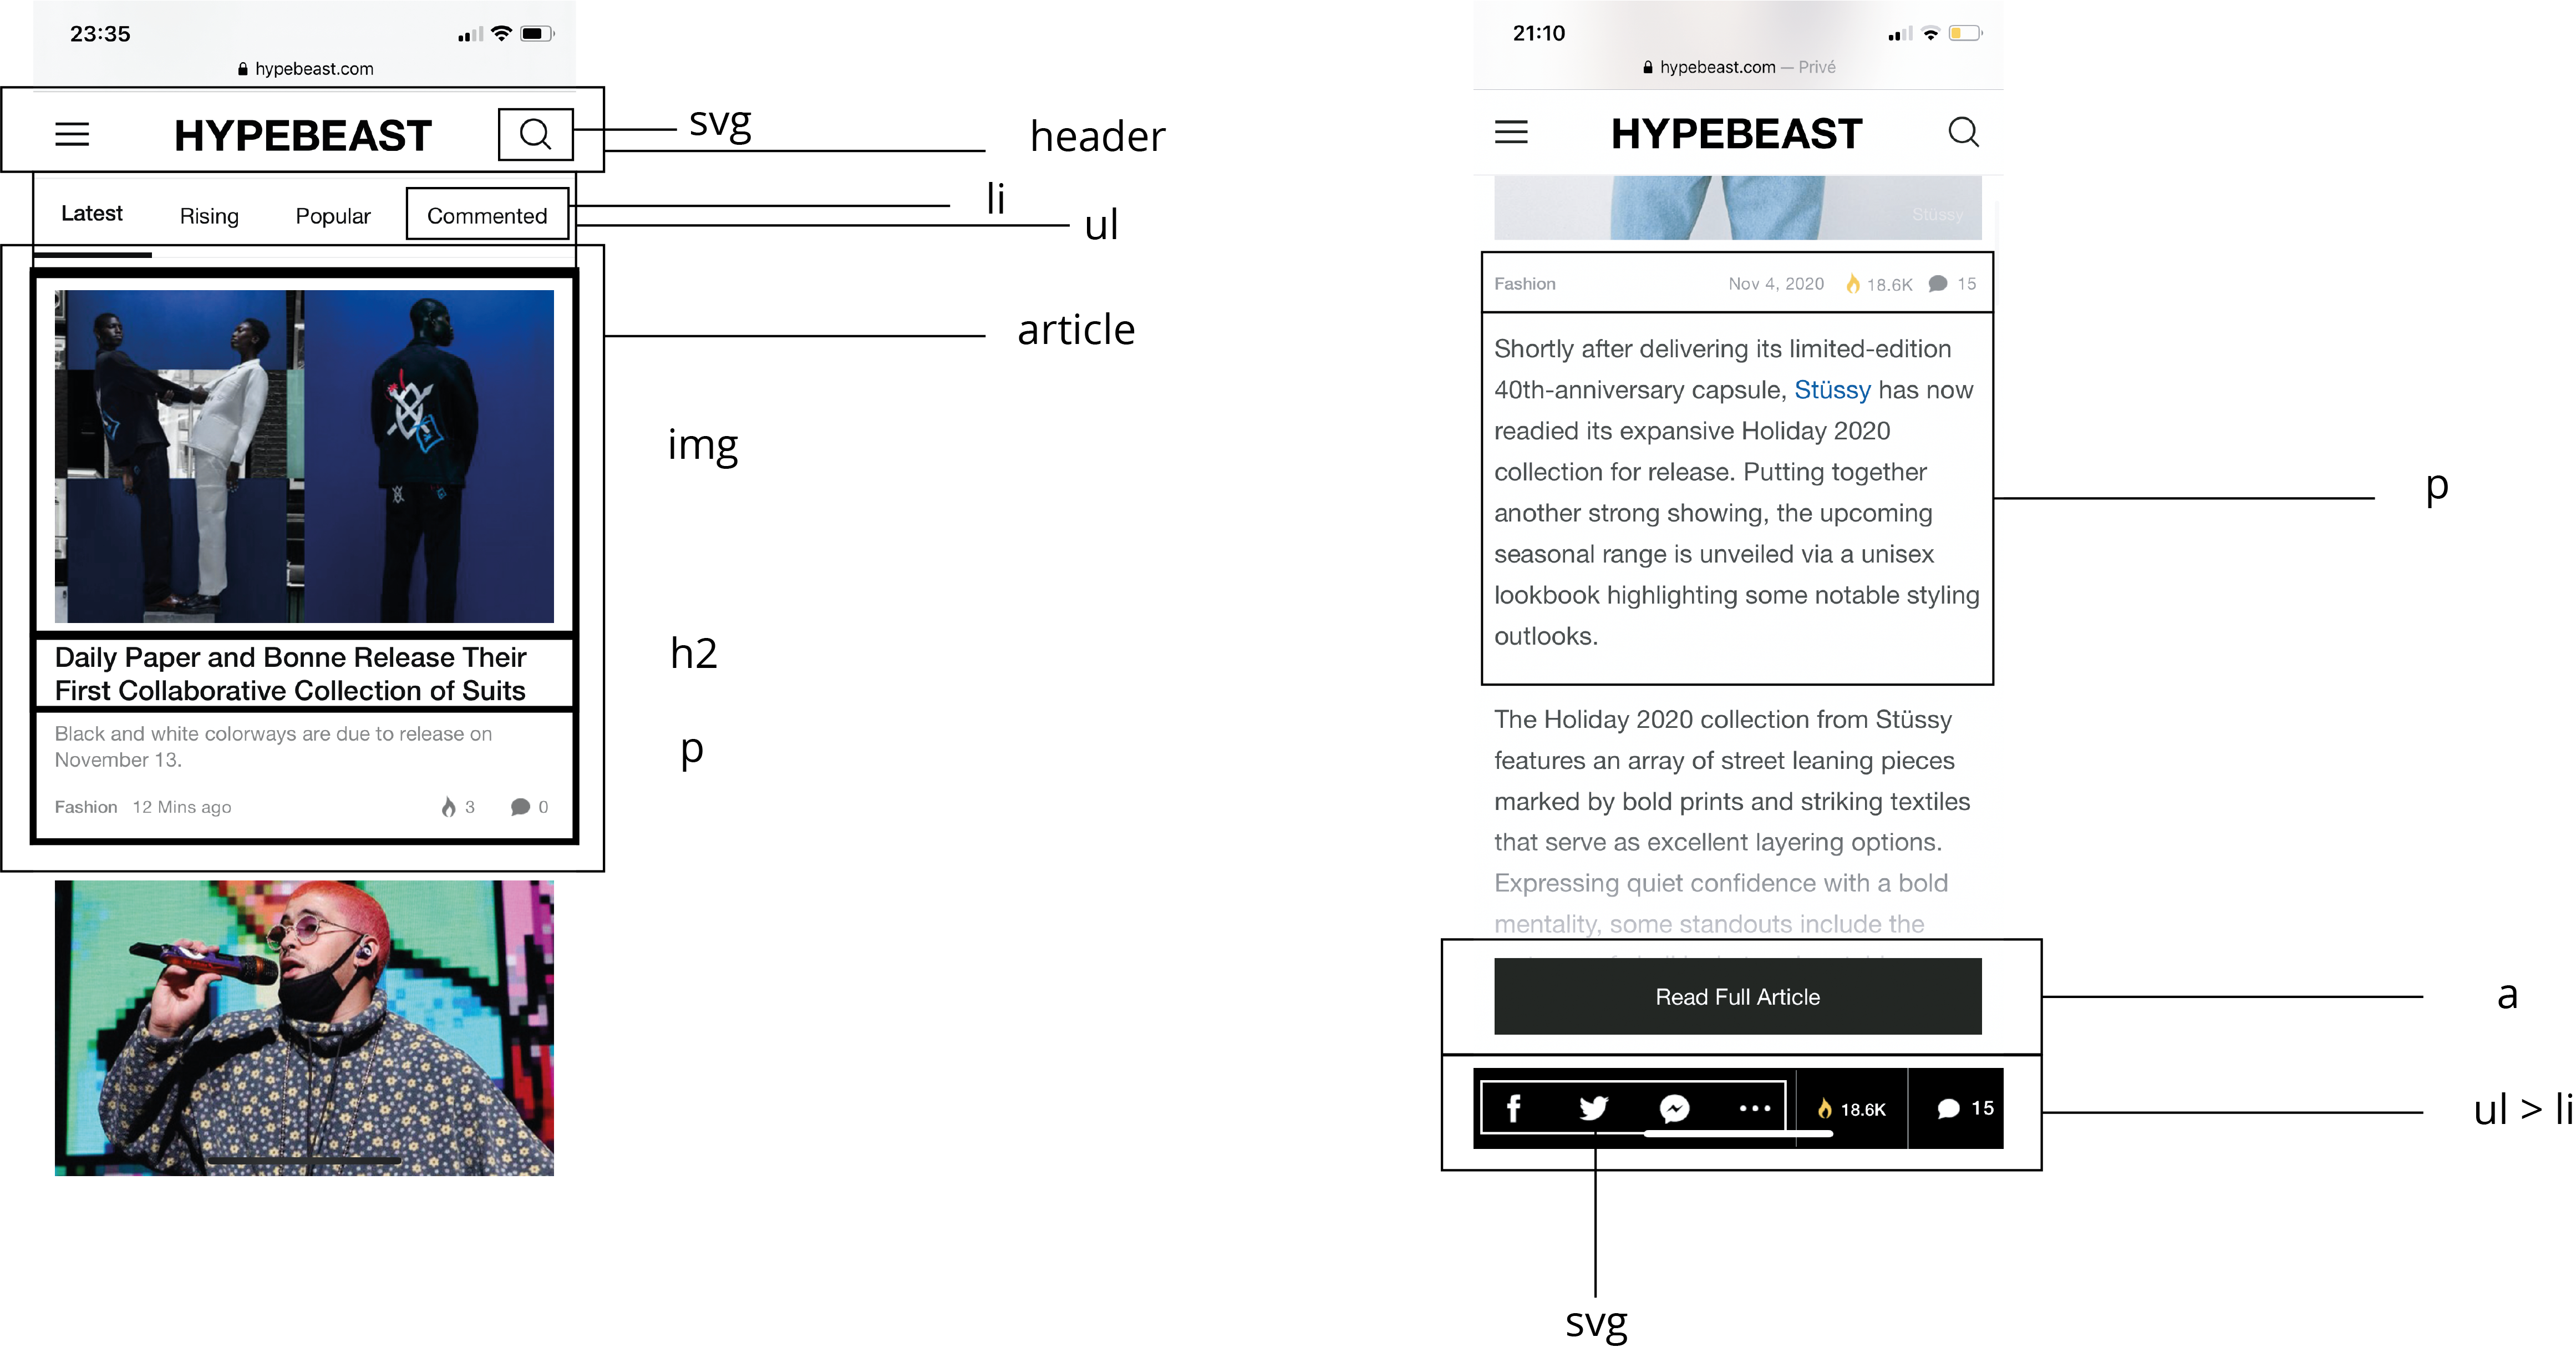 23:35
hypebeast.com
HYPEBEAST
svg
header
Latest
Rising
Popular
Commented
li
ul
article
img
Daily Paper and Bonne Release Their
First Collaborative Collection of Suits
h2
Black and white colorways are due to release on
November 13.
p
Fashion 12 Mins ago 3 0
21:10
hypebeast.com — Privé
HYPEBEAST
Stüssy
Fashion Nov 4, 2020 18.6K 15
Shortly after delivering its limited-edition
40th-anniversary capsule, Stüssy has now
readied its expansive Holiday 2020
collection for release. Putting together
another strong showing, the upcoming
seasonal range is unveiled via a unisex
lookbook highlighting some notable styling
outlooks.
p
The Holiday 2020 collection from Stüssy
features an array of street leaning pieces
marked by bold prints and striking textiles
that serve as excellent layering options.
Expressing quiet confidence with a bold
mentality, some standouts include the
Read Full Article
a
18.6K 15
ul > li
svg